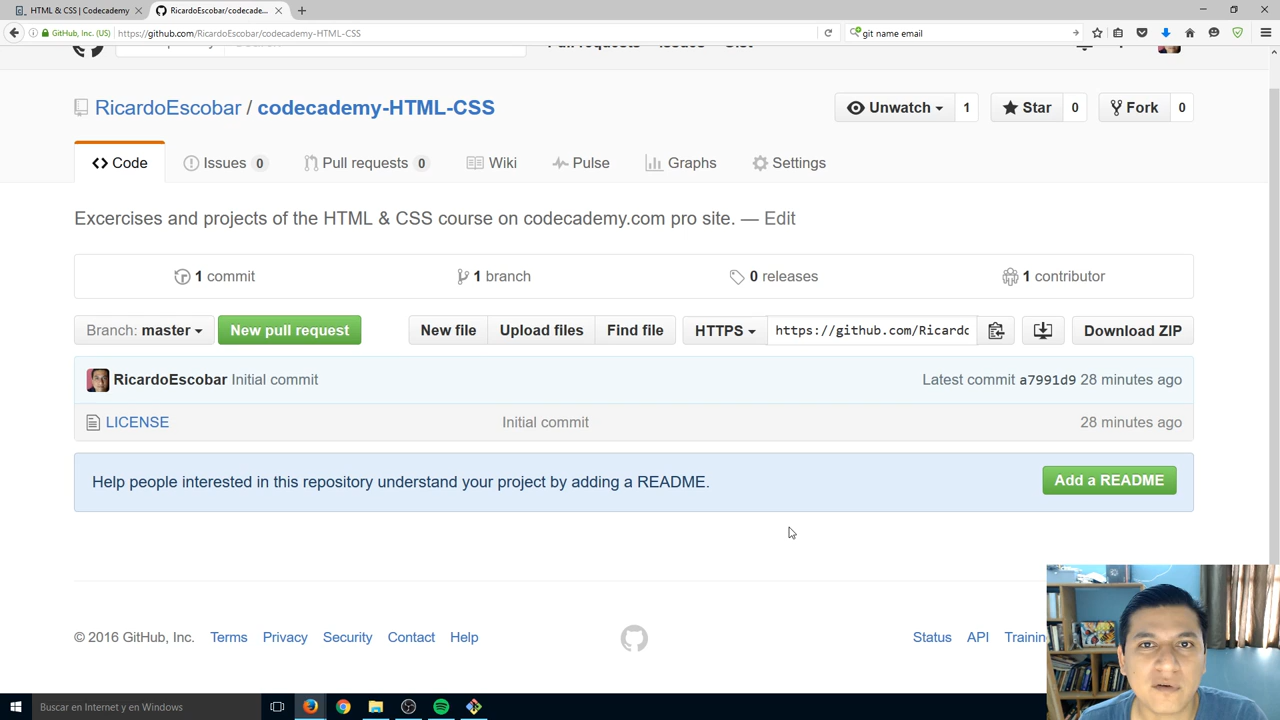 HTML & CSS | Codecademy
RicardoEscobar/codecade...
GitHub, Inc. (US)
https://github.com/RicardoEscobar/codecademy-HTML-CSS
git name email
Pull requests Issues Gist
RicardoEscobar / codecademy-HTML-CSS
Unwatch 1
Star 0
Fork 0
Code
Issues 0
Pull requests 0
Wiki
Pulse
Graphs
Settings
Excercises and projects of the HTML & CSS course on codecademy.com pro site. — Edit
1 commit
1 branch
0 releases
1 contributor
Branch: master
New pull request
New file
Upload files
Find file
HTTPS
https://github.com/Ricardo
Download ZIP
RicardoEscobar Initial commit
Latest commit a7991d9 28 minutes ago
LICENSE
Initial commit
28 minutes ago
Help people interested in this repository understand your project by adding a README.
Add a README
© 2016 GitHub, Inc.
Terms
Privacy
Security
Contact
Help
Status
API
Trainin
Buscar en Internet y en Windows